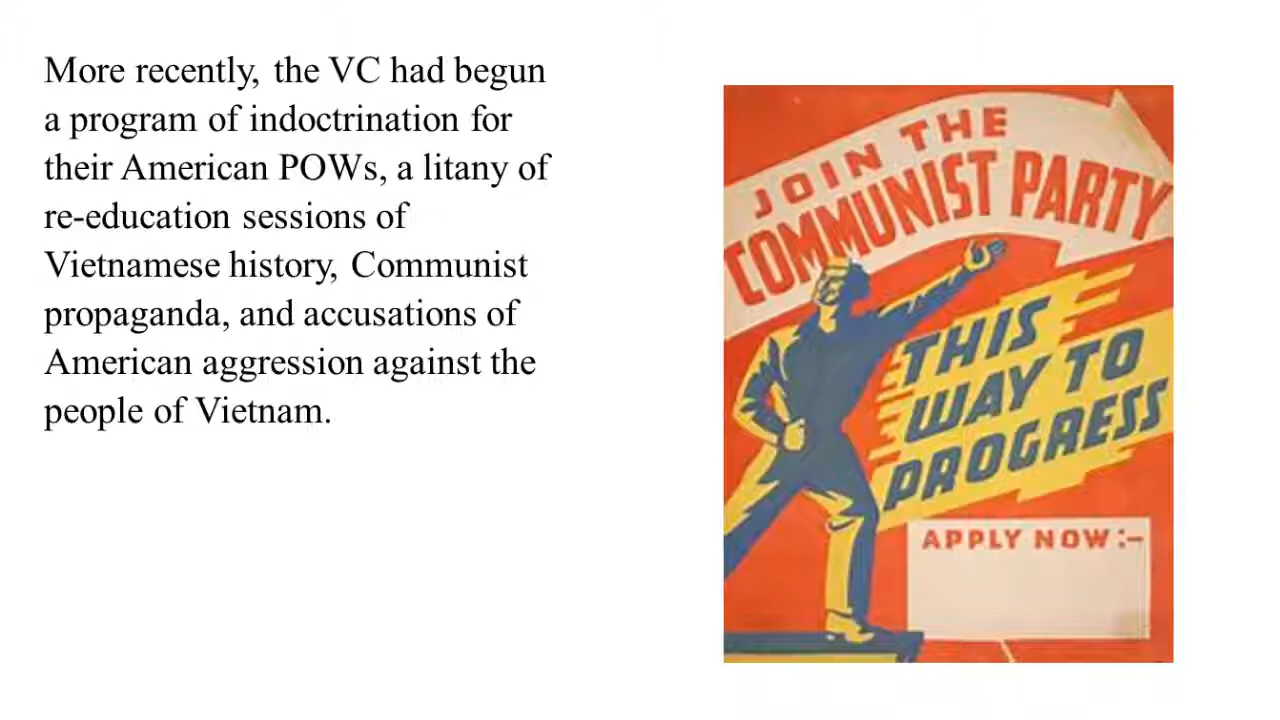 More recently, the VC had begun
a program of indoctrination for
their American POWs, a litany of
re-education sessions of
Vietnamese history, Communist
propaganda, and accusations of
American aggression against the
people of Vietnam.
JOIN THE
COMMUNIST PARTY
THIS
WAY TO
PROGRESS
APPLY NOW:-